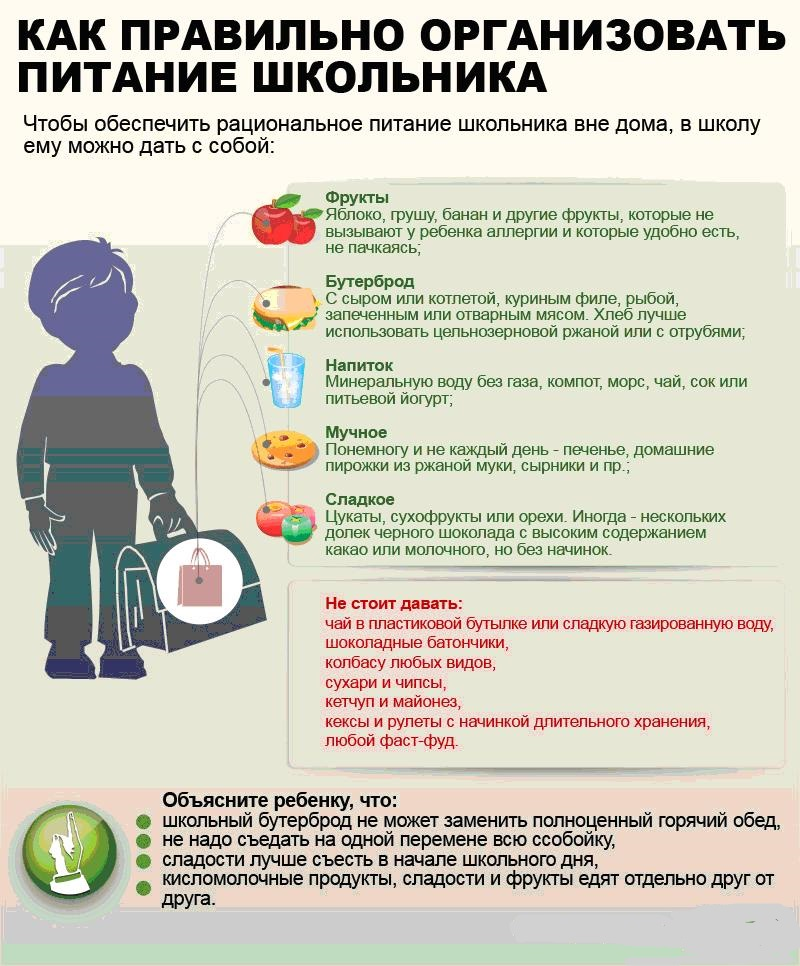 КАК ПРАВИЛЬНО ОРГАНИЗОВАТЬ
ПИТАНИЕ ШКОЛЬНИКА
Чтобы обеспечить рациональное питание школьника вне дома, в школу
ему можно дать с собой:
Фрукты
Яблоко, грушу, банан и другие фрукты, которые не
вызывают у ребенка аллергии и которые удобно есть,
не пачкаясь;
Бутерброд
С сыром или котлетой, куриным филе, рыбой,
запеченным или отварным мясом. Хлеб лучше
использовать цельнозерновой ржаной или с отрубями;
Напиток
Минеральную воду без газа, компот, морс, чай, сок или
питьевой йогурт;
Мучное
Понемногу и не каждый день - печенье, домашние
пирожки из ржаной муки, сырники и пр.;
Сладкое
Цукаты, сухофрукты или орехи. Иногда - нескольких
долек черного шоколада с высоким содержанием
какао или молочного, но без начинок.
Не стоит давать:
чай в пластиковой бутылке или сладкую газированную воду,
шоколадные батончики,
колбасу любых видов,
сухари и чипсы,
кетчуп и майонез,
кексы и рулеты с начинкой длительного хранения,
любой фаст-фуд.
Объясните ребенку, что:
школьный бутерброд не может заменить полноценный горячий обед,
не надо съедать на одной перемене всю ссобойку,
сладости лучше съесть в начале школьного дня,
кисломолочные продукты, сладости и фрукты едят отдельно друг от
друга.